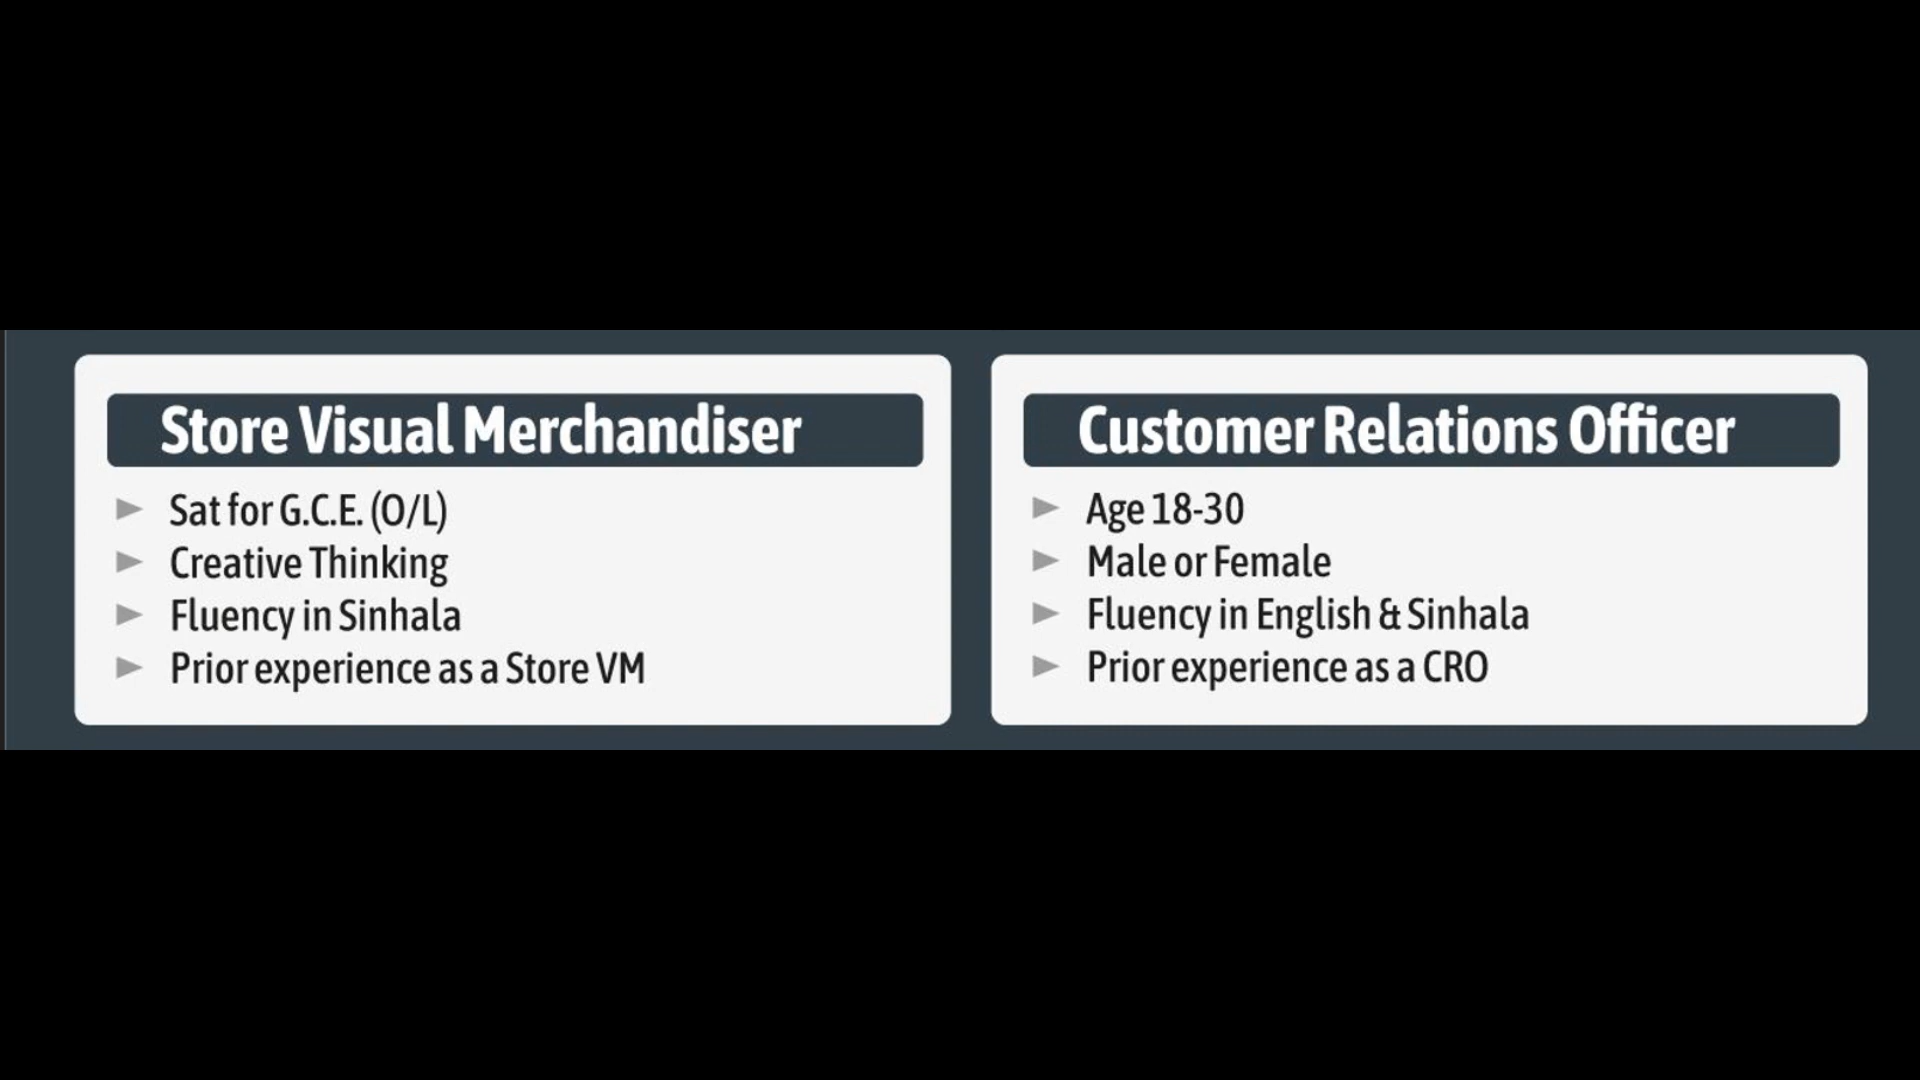 Store Visual Merchandiser
Sat for G.C.E. (O/L)
Creative Thinking
Fluency in Sinhala
Prior experience as a Store VM
Customer Relations Officer
Age 18-30
Male or Female
Fluency in English & Sinhala
Prior experience as a CRO